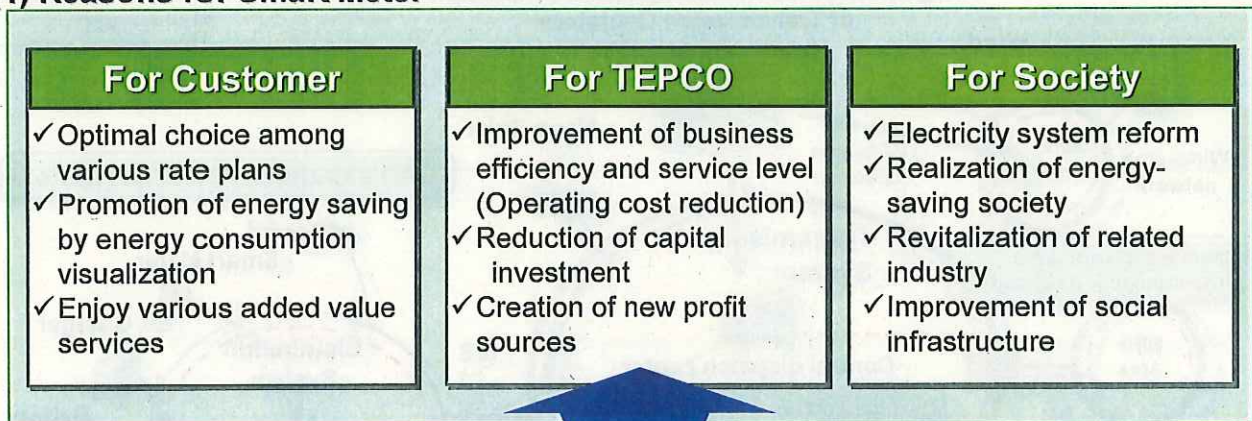 For Customer
✓Optimal choice among
various rate plans
✓Promotion of energy saving
by energy consumption
visualization
✓Enjoy various added value
services
For TEPCO
✓Improvement of business
efficiency and service level
(Operating cost reduction)
✓Reduction of capital
investment
✓Creation of new profit
sources
For Society
✓Electricity system reform
✓Realization of energy-
saving society
✓Revitalization of related
industry
✓Improvement of social
infrastructure